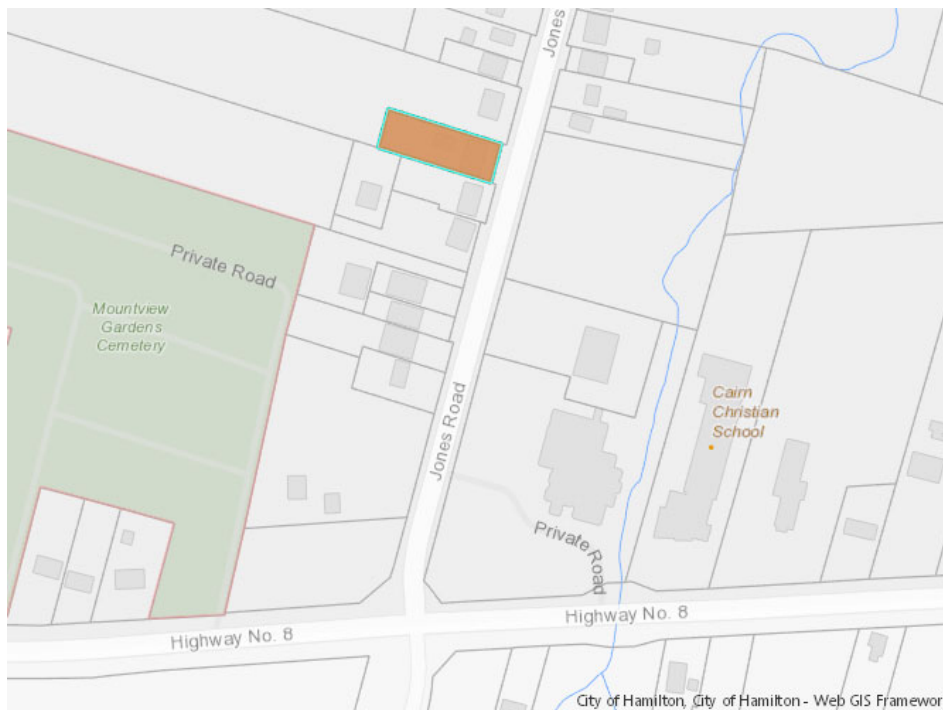 Jones
Private Road
Mountview
Gardens
Cemetery
Jones Road
Cairn
Christian
School
Private Road
Highway No. 8
Highway No. 8
City of Hamilton, City of Hamilton - Web GIS Framewor